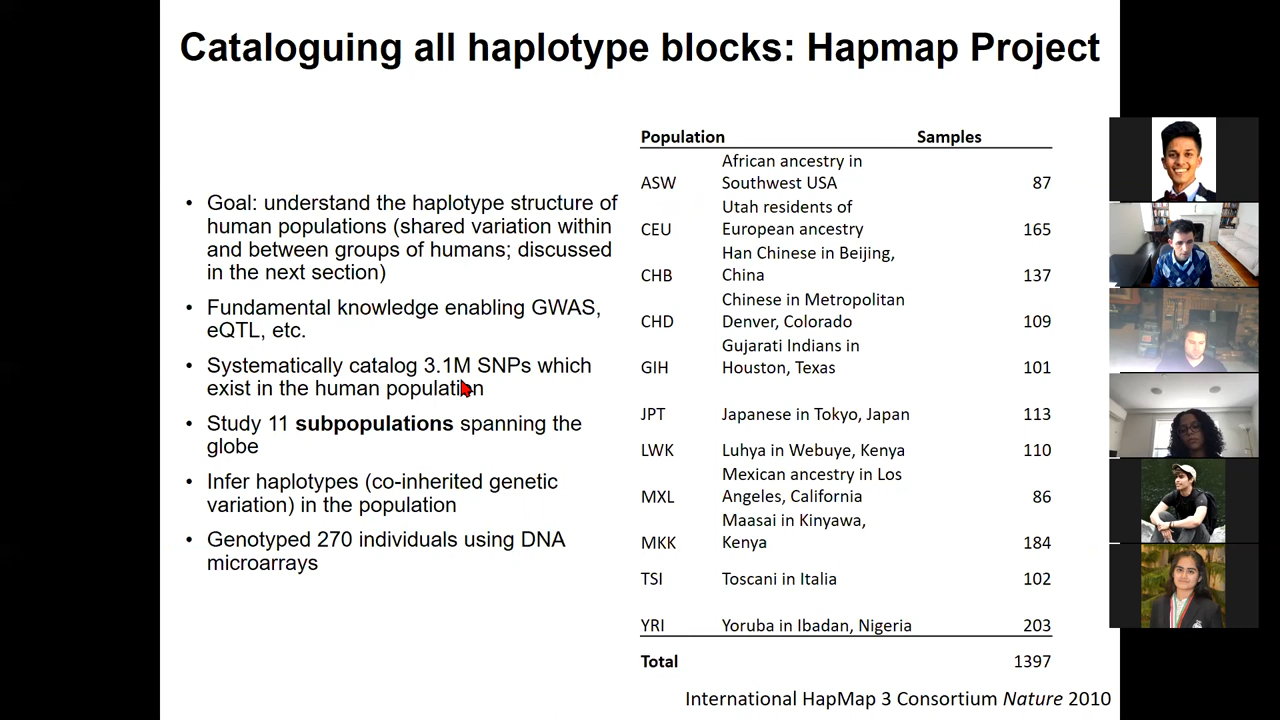 Cataloguing all haplotype blocks: Hapmap Project
• Goal: understand the haplotype structure of
human populations (shared variation within
and between groups of humans; discussed
in the next section)
• Fundamental knowledge enabling GWAS,
eQTL, etc.
• Systematically catalog 3.1M SNPs which
exist in the human population
• Study 11 subpopulations spanning the
globe
• Infer haplotypes (co-inherited genetic
variation) in the population
• Genotyped 270 individuals using DNA
microarrays
Population Samples
African ancestry in
ASW Southwest USA 87
Utah residents of
CEU European ancestry 165
Han Chinese in Beijing,
CHB China 137
Chinese in Metropolitan
CHD Denver, Colorado 109
Gujarati Indians in
GIH Houston, Texas 101
JPT Japanese in Tokyo, Japan 113
LWK Luhya in Webuye, Kenya 110
Mexican ancestry in Los
MXL Angeles, California 86
Maasai in Kinyawa,
MKK Kenya 184
TSI Toscani in Italia 102
YRI Yoruba in Ibadan, Nigeria 203
Total 1397
International HapMap 3 Consortium Nature 2010